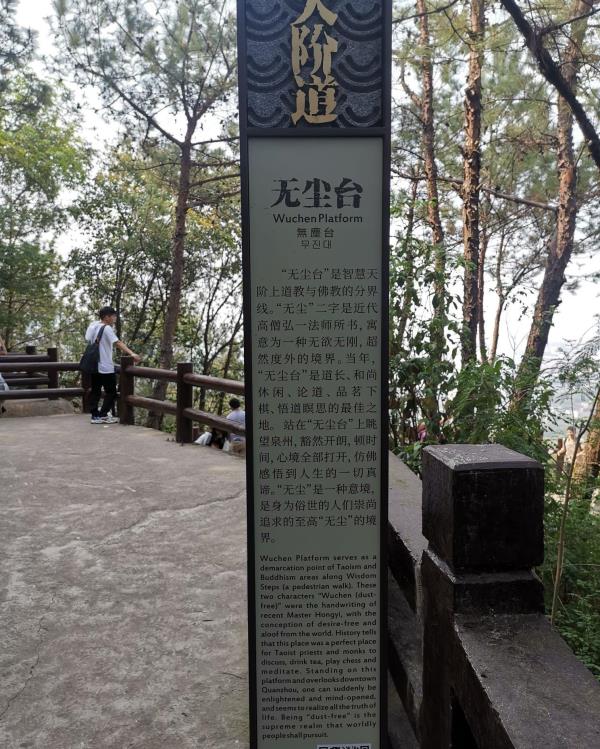 天阶道
无尘台
Wuchen Platform
無塵台
무진대
“无尘台”是智慧天
阶上道教与佛教的分界
线。“无尘”二字是近代
高僧弘一法师所书，寓
意为一种无欲无刚，超
然度外的境界。当年，
“无尘台”是道长、和尚
休闲、论道、品茗下
棋，悟道瞑思的最佳之
地。站在“无尘台”上眺
望泉州，豁然开朗，顿时
间，心境全部打开，仿佛
感悟到人生的一切真
谛。“无尘”是一种意境，
是身为俗世的人们崇尚
追求的至高“无尘”的境
界。
Wuchen Platform serves as a
demarcation point of Taoism and
Buddhism areas along Wisdom
Steps (a pedestrian walk). These
two characters “Wuchen (dust-
free)” were the handwriting of
recent Master Hongyi, with the
conception of desire-free and
aloof from the world. History tells
that this place was a perfect place
for Taoist priests and monks to
discuss, drink tea, play chess and
meditate. Standing on this
platform and overlooks downtown
Quanzhou, one can suddenly be
enlightened and mind-opened,
and seems to realize all the truth of
life. Being “dust-free” is the
supreme realm that worldly
people shall pursuit.